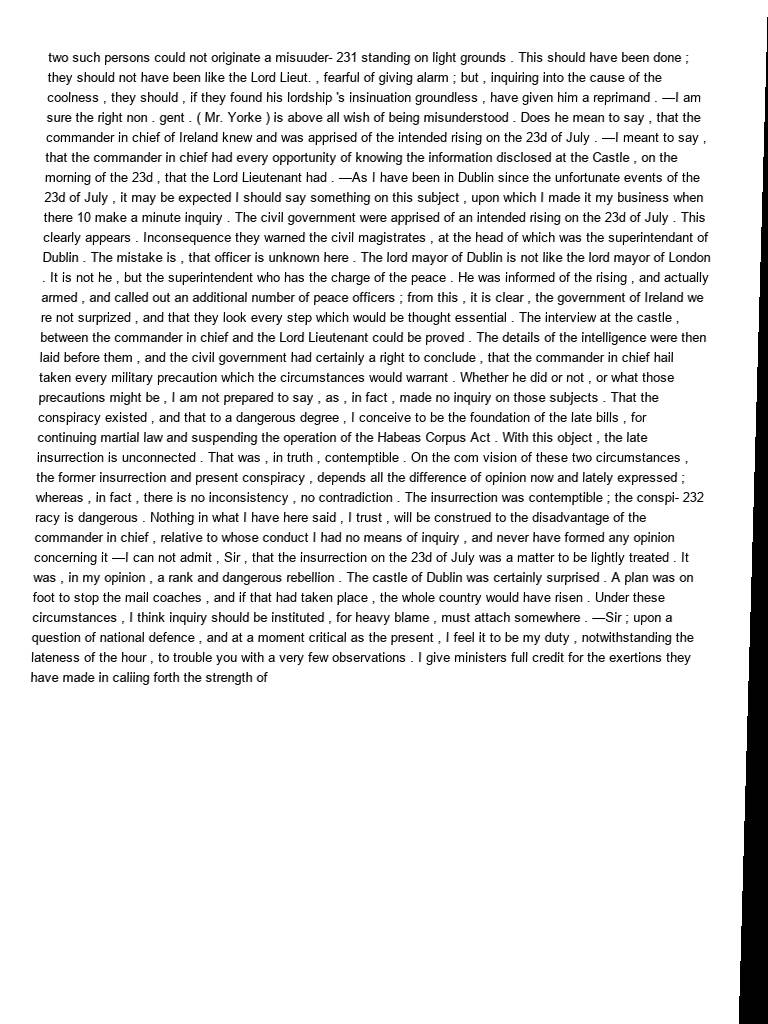 two such persons could not originate a misuuder- 231 standing on light grounds . This should have been done ;
they should not have been like the Lord Lieut. , fearful of giving alarm ; but , inquiring into the cause of the
coolness , they should , if they found his lordship 's insinuation groundless , have given him a reprimand . —I am
sure the right non . gent . ( Mr. Yorke ) is above all wish of being misunderstood . Does he mean to say , that the
commander in chief of Ireland knew and was apprised of the intended rising on the 23d of July . —I meant to say ,
that the commander in chief had every opportunity of knowing the information disclosed at the Castle , on the
morning of the 23d , that the Lord Lieutenant had . —As I have been in Dublin since the unfortunate events of the
23d of July , it may be expected I should say something on this subject , upon which I made it my business when
there 10 make a minute inquiry . The civil government were apprised of an intended rising on the 23d of July . This
clearly appears . Inconsequence they warned the civil magistrates , at the head of which was the superintendant of
Dublin . The mistake is , that officer is unknown here . The lord mayor of Dublin is not like the lord mayor of London
. It is not he , but the superintendent who has the charge of the peace . He was informed of the rising , and actually
armed , and called out an additional number of peace officers ; from this , it is clear , the government of Ireland we
re not surprized , and that they look every step which would be thought essential . The interview at the castle ,
between the commander in chief and the Lord Lieutenant could be proved . The details of the intelligence were then
laid before them , and the civil government had certainly a right to conclude , that the commander in chief hail
taken every military precaution which the circumstances would warrant . Whether he did or not , or what those
precautions might be , I am not prepared to say , as , in fact , made no inquiry on those subjects . That the
conspiracy existed , and that to a dangerous degree , I conceive to be the foundation of the late bills , for
continuing martial law and suspending the operation of the Habeas Corpus Act . With this object , the late
insurrection is unconnected . That was , in truth , contemptible . On the com vision of these two circumstances ,
the former insurrection and present conspiracy , depends all the difference of opinion now and lately expressed ;
whereas , in fact , there is no inconsistency , no contradiction . The insurrection was contemptible ; the conspi- 232
racy is dangerous . Nothing in what I have here said , I trust , will be construed to the disadvantage of the
commander in chief , relative to whose conduct I had no means of inquiry , and never have formed any opinion
concerning it —I can not admit , Sir , that the insurrection on the 23d of July was a matter to be lightly treated . It
was , in my opinion , a rank and dangerous rebellion . The castle of Dublin was certainly surprised . A plan was on
foot to stop the mail coaches , and if that had taken place , the whole country would have risen . Under these
circumstances , I think inquiry should be instituted , for heavy blame , must attach somewhere . —Sir ; upon a
question of national defence , and at a moment critical as the present , I feel it to be my duty , notwithstanding the
lateness of the hour , to trouble you with a very few observations . I give ministers full credit for the exertions they
have made in caliing forth the strength of